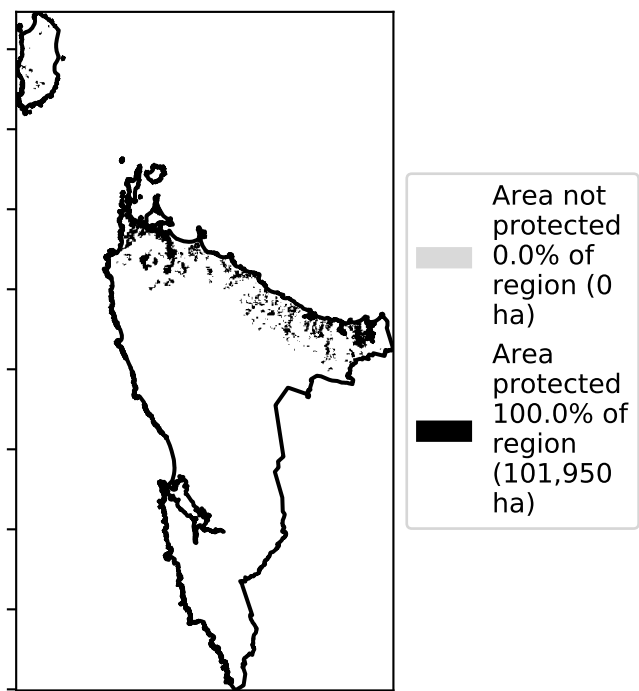 Area not
protected
0.0% of
region (0
ha)
Area
protected
100.0% of
region
(101,950
ha)